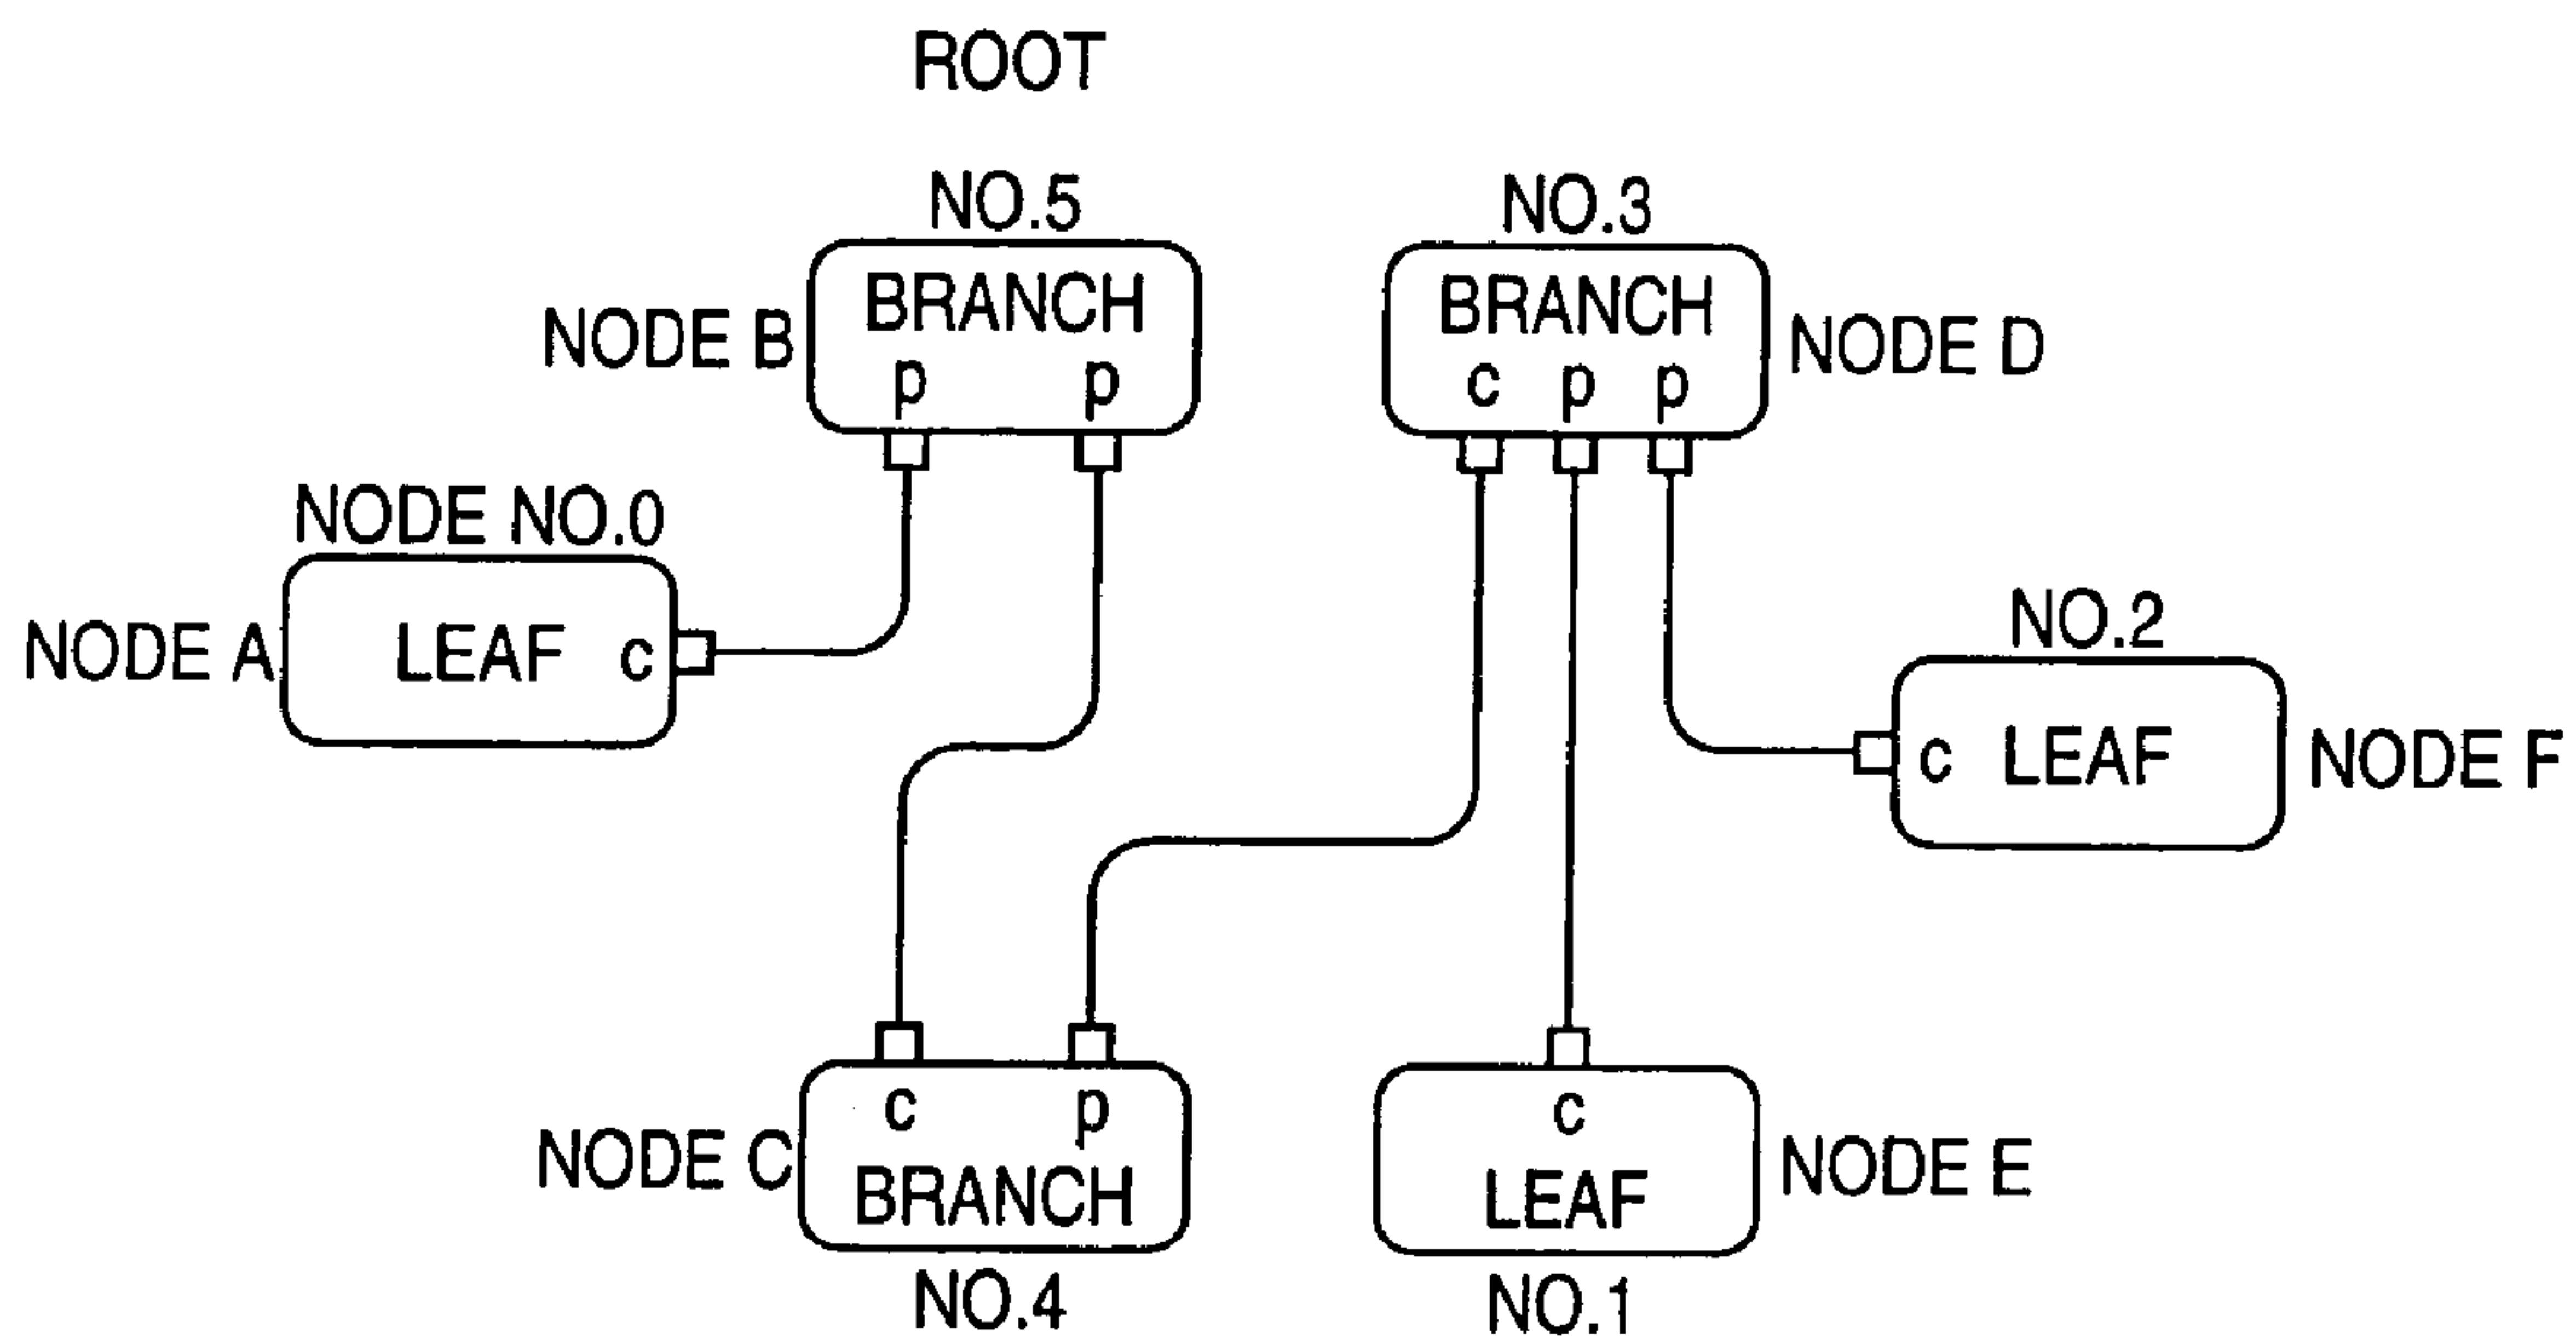 ROOT
NO.5
NO.3
BRANCH
p p
NODE B
BRANCH
c p p
NODE D
NODE NO.0
NODE A
LEAF c
NO.2
c LEAF
NODE F
c p
BRANCH
NODE C
NO.4
c
LEAF
NODE E
NO.1